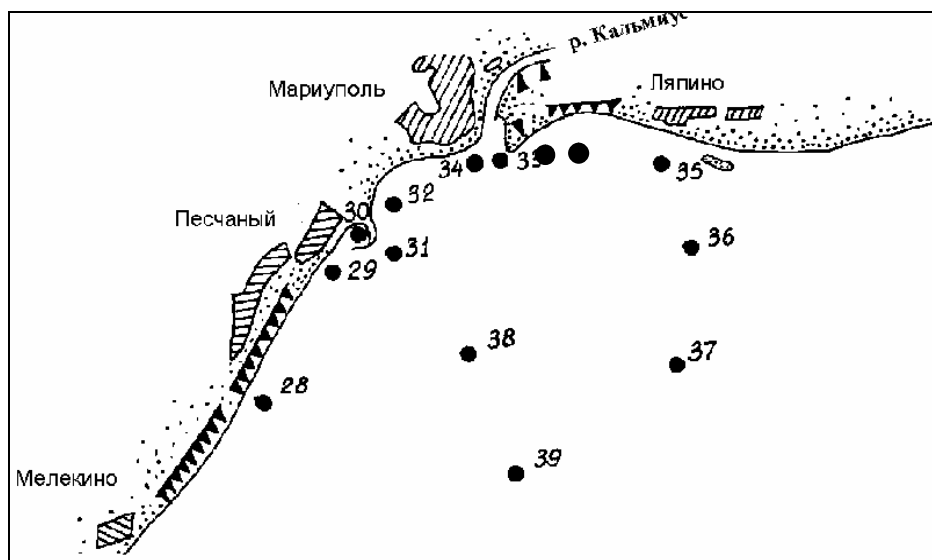 р. Кальмиус
Мариуполь
Ляпино
34
33
35
Песчаный
30
32
31
29
36
38
37
28
39
Мелекино